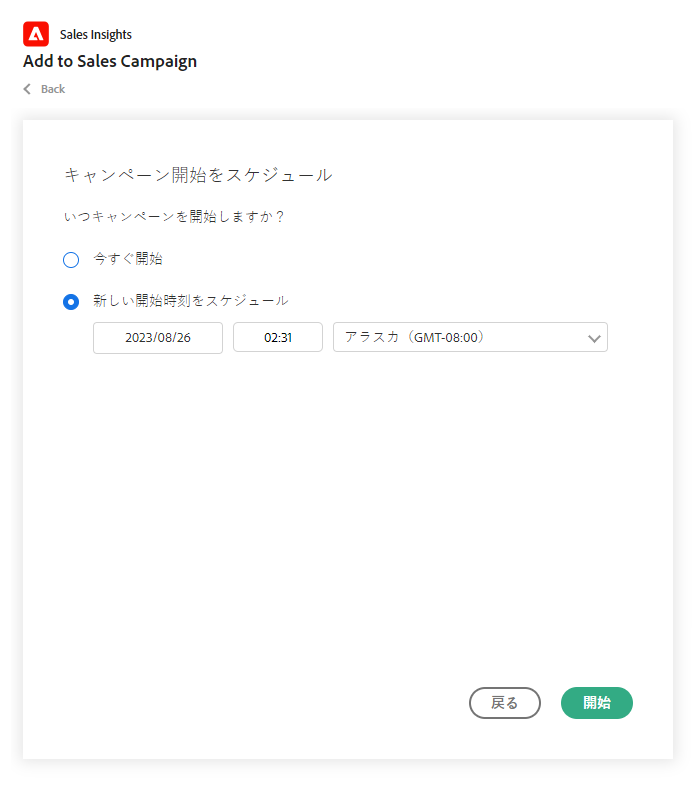 Sales Insights
Add to Sales Campaign
Back
キャンペーン開始をスケジュール
いつキャンペーンを開始しますか？
今すぐ開始
新しい開始時刻をスケジュール
2023/08/26 02:31 アラスカ（GMT-08:00）
戻る 開始